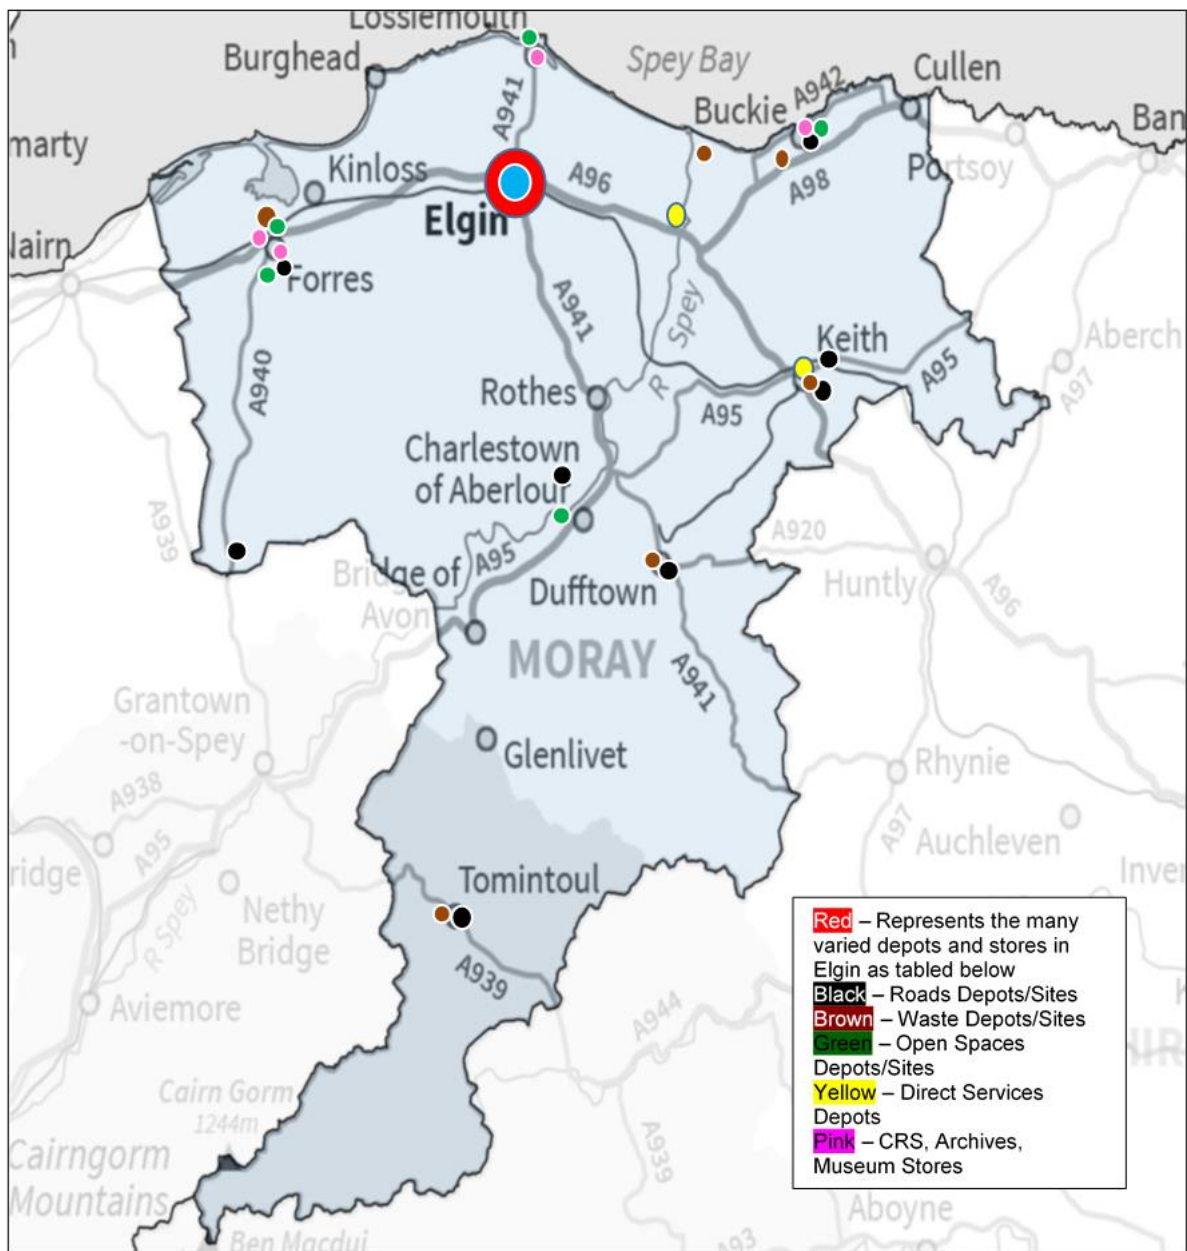 Lossiemouth
Burghead
Spey Bay
Cullen
A942
Buckie
A941
Ban
marty
Kinloss
A96
Portsoy
A98
Elgin
Nairn
Forres
Spey
A941
Keith
Aberch
A940
A95
Rothes
R
A97
A95
Charlestown
of Aberlour
A939
A920
Bridge of
Avon
A95
Dufftown
Huntly
A96
MORAY
A941
Grantown
-on-Spey
Glenlivet
Rhynie
A938
A97
A95
Auchleven
ridge
Tomintoul
Inver
Nethy
Bridge
R Spey
A939
Aviemore
A944
Red – Represents the many
varied depots and stores in
Elgin as tabled below
Black – Roads Depots/Sites
Brown – Waste Depots/Sites
Green – Open Spaces
Depots/Sites
Yellow – Direct Services
Depots
Pink – CRS, Archives,
Museum Stores
HIR
Cairn Gorm
1244m
A939
Cairngorm
Mountains
Aboyne
A93
Ben Macdui